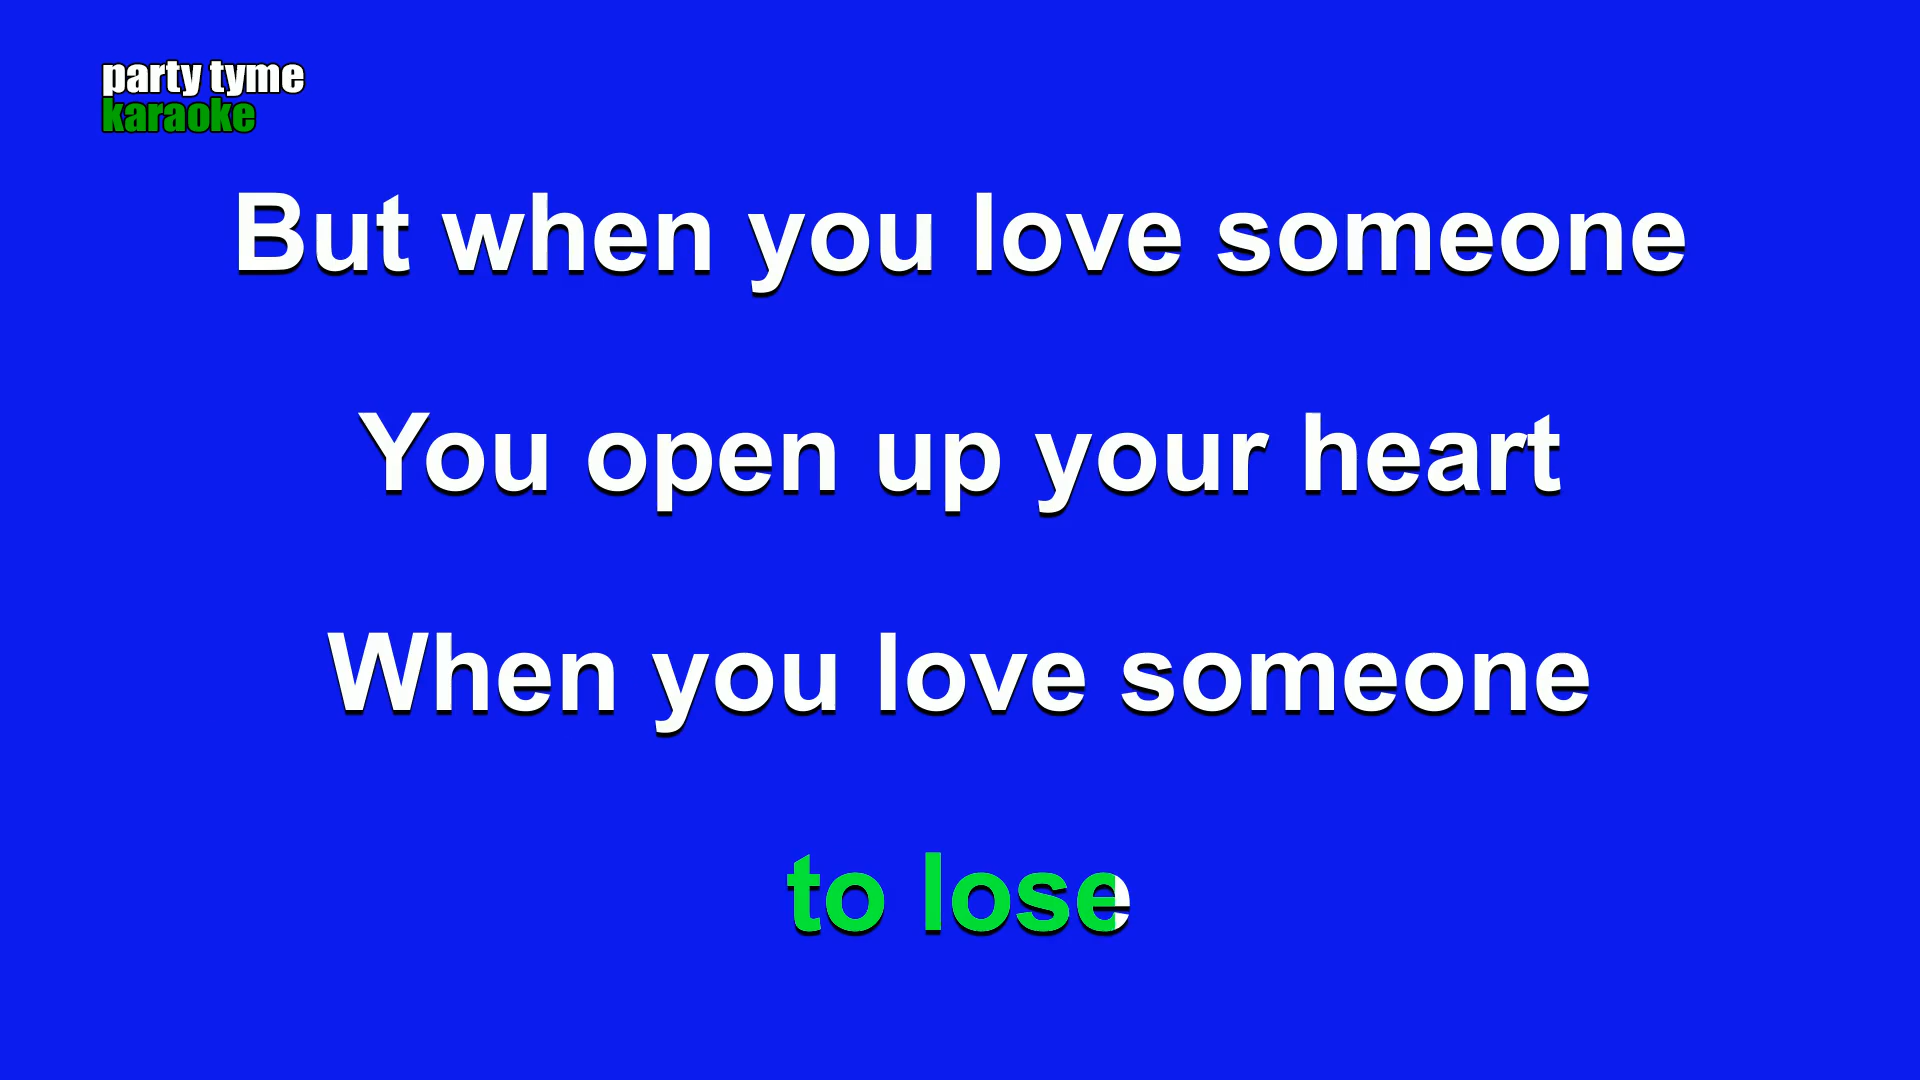 party tyme
karaoke
But when you love someone
You open up your heart
When you love someone
to lose